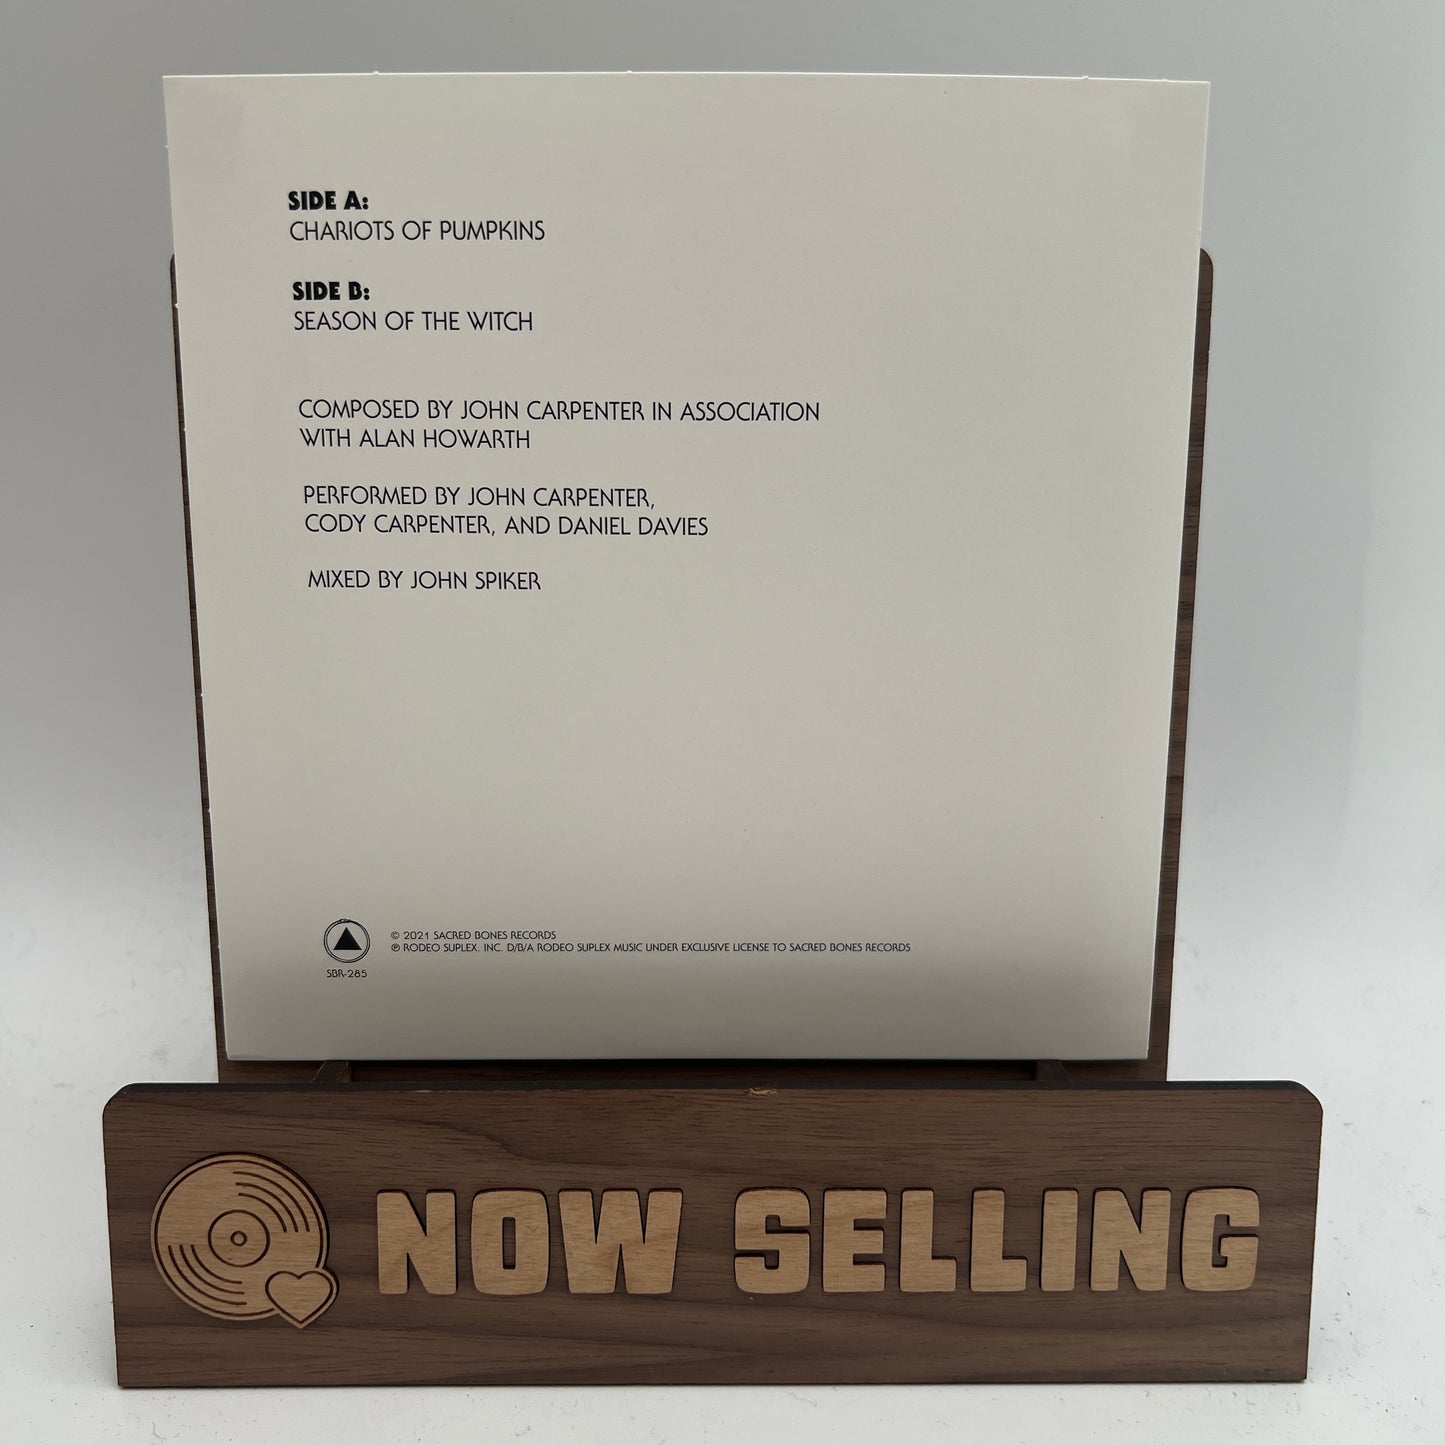 SIDE A:
CHARIOTS OF PUMPKINS
SIDE B:
SEASON OF THE WITCH
COMPOSED BY JOHN CARPENTER IN ASSOCIATION
WITH ALAN HOWARTH
PERFORMED BY JOHN CARPENTER,
CODY CARPENTER, AND DANIEL DAVIES
MIXED BY JOHN SPIKER
© 2021 SACRED BONES RECORDS
℗ RODEO SUPLEX. INC. D/B/A RODEO SUPLEX MUSIC UNDER EXCLUSIVE LICENSE TO SACRED BONES RECORDS
SBR-285
NOW SELLING